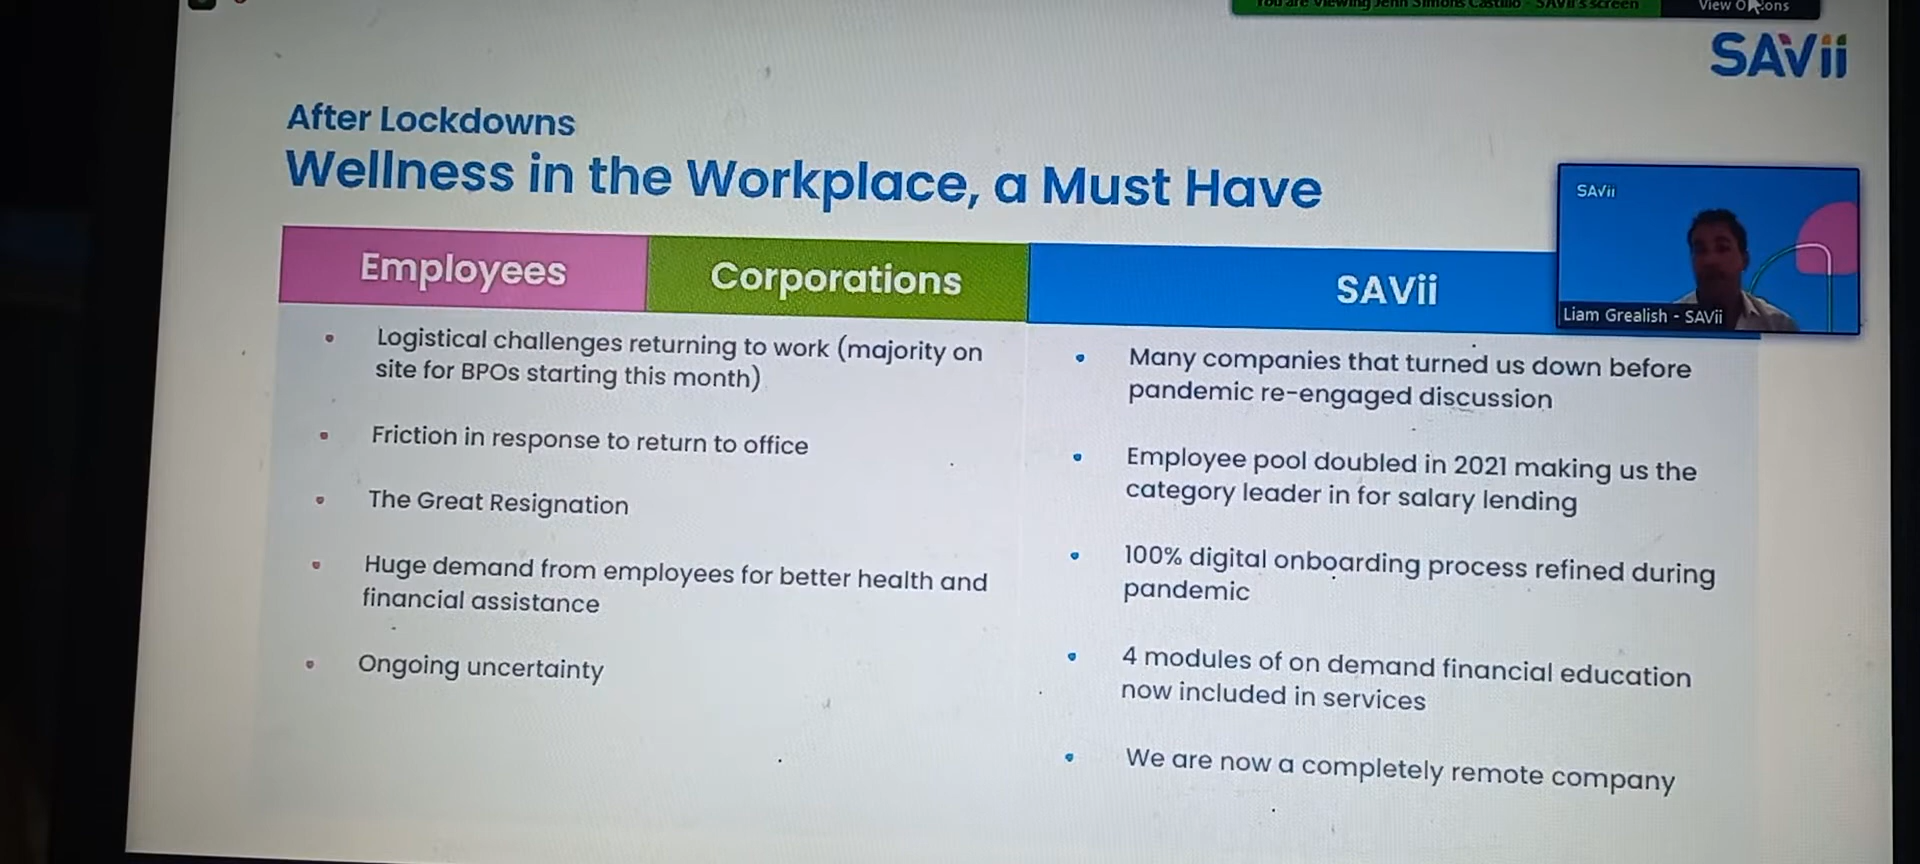 You are viewing Jenn Simons Castillo - SAVii's screen
View Options
SAVii
After Lockdowns
Wellness in the Workplace, a Must Have
SAVii
Liam Grealish - SAVii
Employees
Corporations
SAVii
Logistical challenges returning to work (majority on
site for BPOs starting this month)
Friction in response to return to office
The Great Resignation
Huge demand from employees for better health and
financial assistance
Ongoing uncertainty
Many companies that turned us down before
pandemic re-engaged discussion
Employee pool doubled in 2021 making us the
category leader in for salary lending
100% digital onboarding process refined during
pandemic
4 modules of on demand financial education
now included in services
We are now a completely remote company